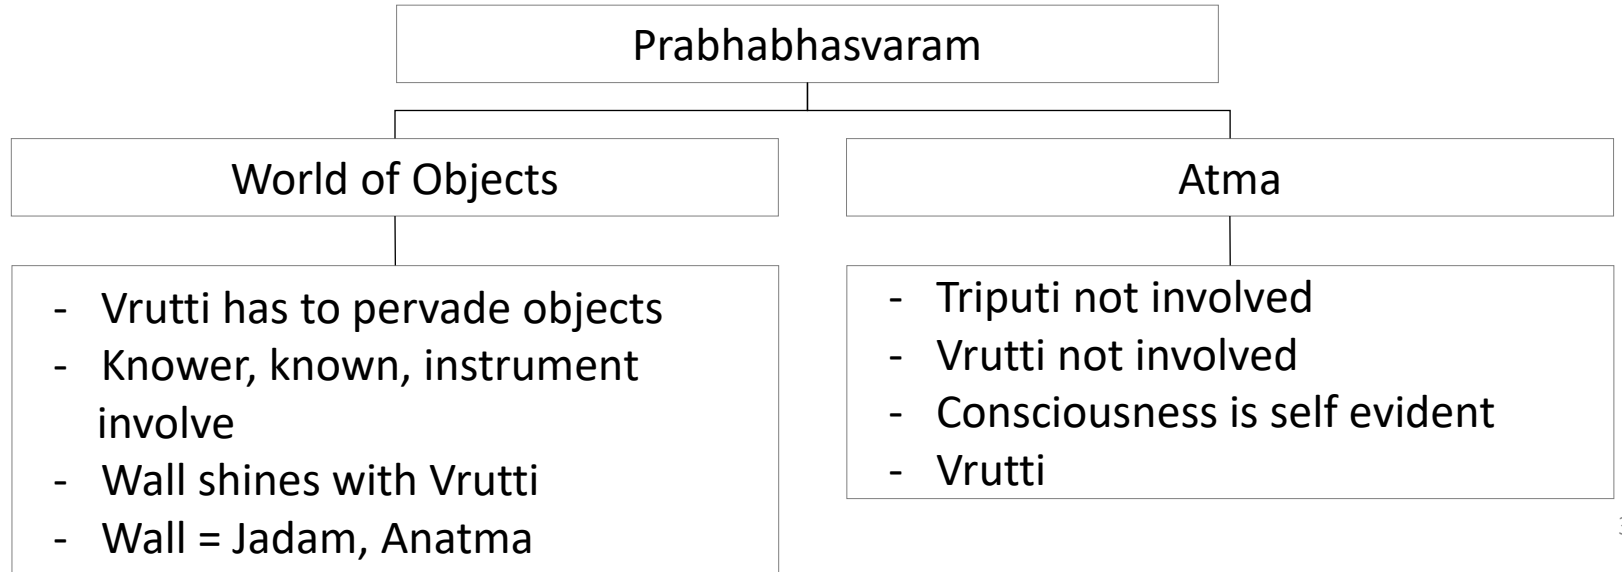 Prabhabhasvaram
World of Objects
- Vrutti has to pervade objects
- Knower, known, instrument
involve
- Wall shines with Vrutti
- Wall = Jadam, Anatma
Atma
- Triputi not involved
- Vrutti not involved
- Consciousness is self evident
- Vrutti